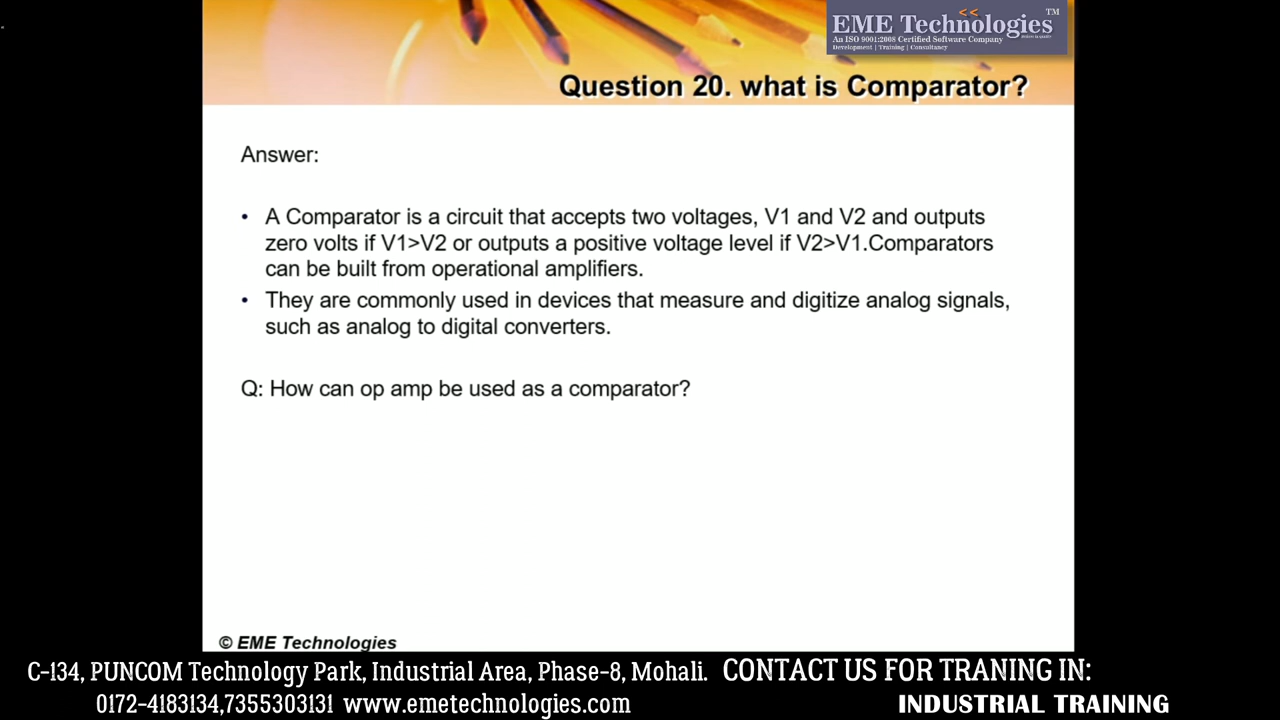 <<
TM
EME Technologies
An ISO 9001:2008 Certified Software Company
Development | Training | Consultancy
Question 20. what is Comparator?
Answer:
• A Comparator is a circuit that accepts two voltages, V1 and V2 and outputs
zero volts if V1>V2 or outputs a positive voltage level if V2>V1.Comparators
can be built from operational amplifiers.
• They are commonly used in devices that measure and digitize analog signals,
such as analog to digital converters.
Q: How can op amp be used as a comparator?
© EME Technologies
C-134, PUNCOM Technology Park, Industrial Area, Phase-8, Mohali. CONTACT US FOR TRANING IN:
0172-4183134,7355303131 www.emetechnologies.com INDUSTRIAL TRAINING